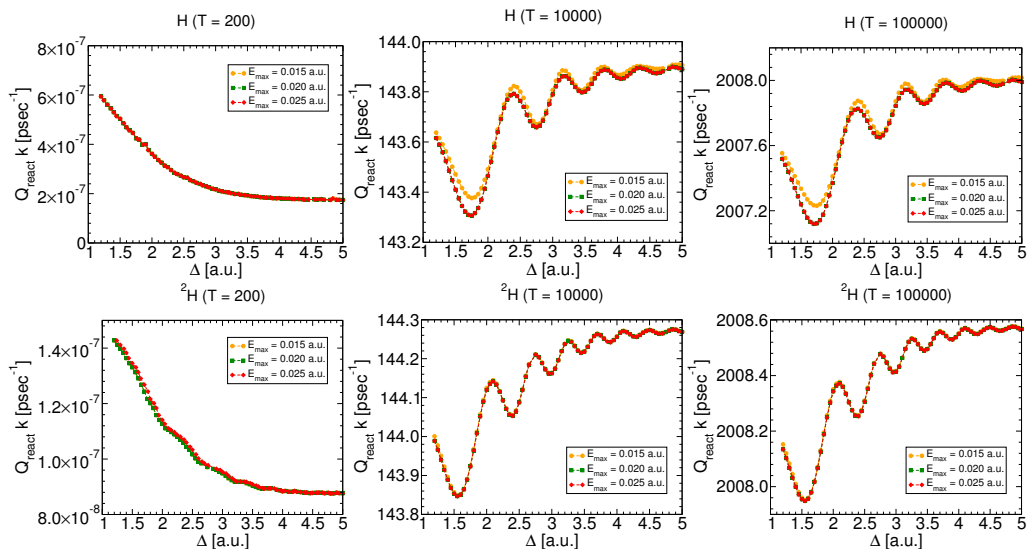 H (T = 200)
H (T = 10000)
H (T = 100000)
Q_react k [psec⁻¹]
8×10⁻⁷
6×10⁻⁷
4×10⁻⁷
2×10⁻⁷
0
E_max = 0.015 a.u.
E_max = 0.020 a.u.
E_max = 0.025 a.u.
1 1.5 2 2.5 3 3.5 4 4.5 5
Δ [a.u.]
144.0
143.8
143.6
143.4
143.2
E_max = 0.015 a.u.
E_max = 0.020 a.u.
E_max = 0.025 a.u.
1 1.5 2 2.5 3 3.5 4 4.5 5
Δ [a.u.]
2008.0
2007.6
2007.2
E_max = 0.015 a.u.
E_max = 0.020 a.u.
E_max = 0.025 a.u.
1 1.5 2 2.5 3 3.5 4 4.5 5
Δ [a.u.]
²H (T = 200)
²H (T = 10000)
²H (T = 100000)
Q_react k [psec⁻¹]
1.4×10⁻⁷
1.2×10⁻⁷
1.0×10⁻⁷
8.0×10⁻⁸
E_max = 0.015 a.u.
E_max = 0.020 a.u.
E_max = 0.025 a.u.
1 1.5 2 2.5 3 3.5 4 4.5 5
Δ [a.u.]
144.3
144.2
144.0
143.9
143.8
E_max = 0.015 a.u.
E_max = 0.020 a.u.
E_max = 0.025 a.u.
1 1.5 2 2.5 3 3.5 4 4.5 5
Δ [a.u.]
2008.6
2008.4
2008.2
2008.0
E_max = 0.015 a.u.
E_max = 0.020 a.u.
E_max = 0.025 a.u.
1 1.5 2 2.5 3 3.5 4 4.5 5
Δ [a.u.]